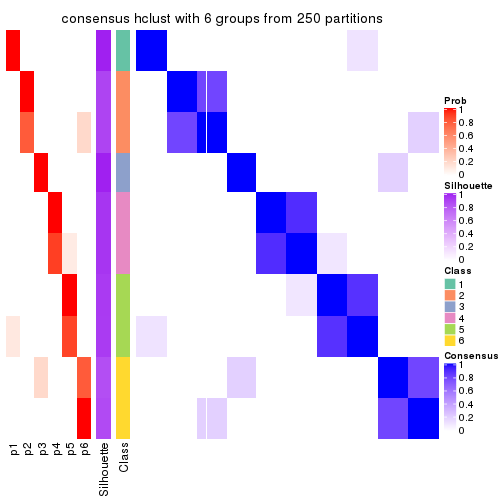 consensus hclust with 6 groups from 250 partitions
Prob
1
0.8
0.6
0.4
0.2
0
Silhouette
1
0.8
0.6
0.4
0.2
0
Class
1
2
3
4
5
6
Consensus
1
0.8
0.6
0.4
0.2
0
p1
p2
p3
p4
p5
p6
Silhouette
Class